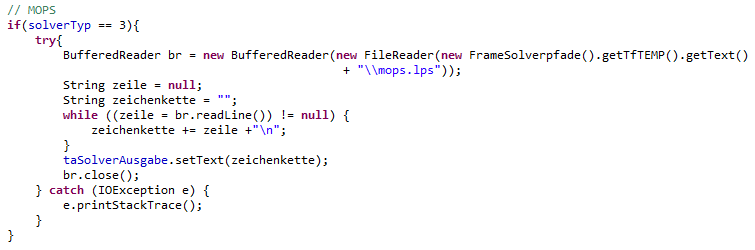 // MOPS
if(solverTyp == 3){
    try{
        BufferedReader br = new BufferedReader(new FileReader(new FrameSolverpfade().getTfTEMP().getText()
                                                + "\\mops.lps"));
        String zeile = null;
        String zeichenkette = "";
        while ((zeile = br.readLine()) != null) {
            zeichenkette += zeile +"\n";
        }
        taSolverAusgabe.setText(zeichenkette);
        br.close();
    } catch (IOException e) {
        e.printStackTrace();
    }
}